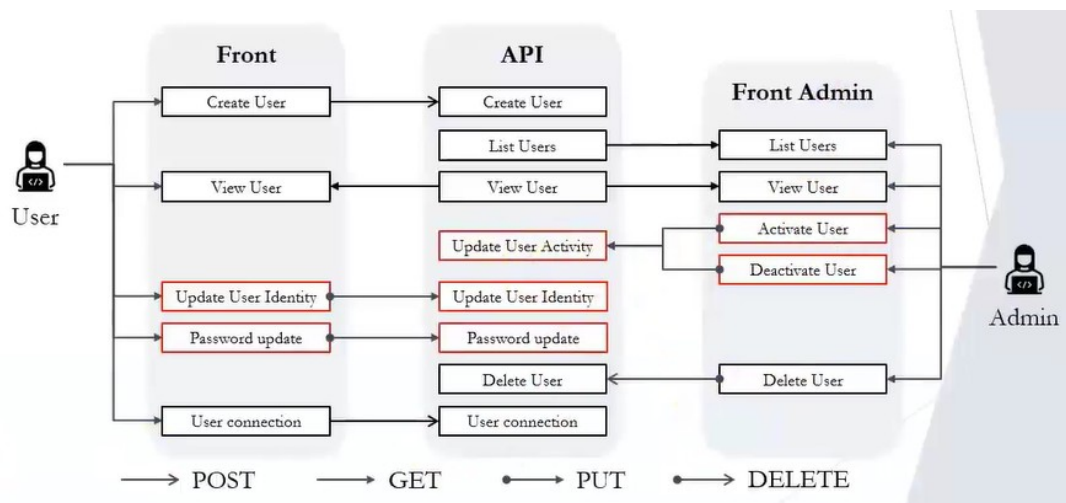 Front
API
Front Admin
Create User
Create User
List Users
List Users
View User
View User
View User
User
Update User Activity
Activate User
Deactivate User
Update User Identity
Update User Identity
Admin
Password update
Password update
Delete User
Delete User
User connection
User connection
POST GET PUT DELETE